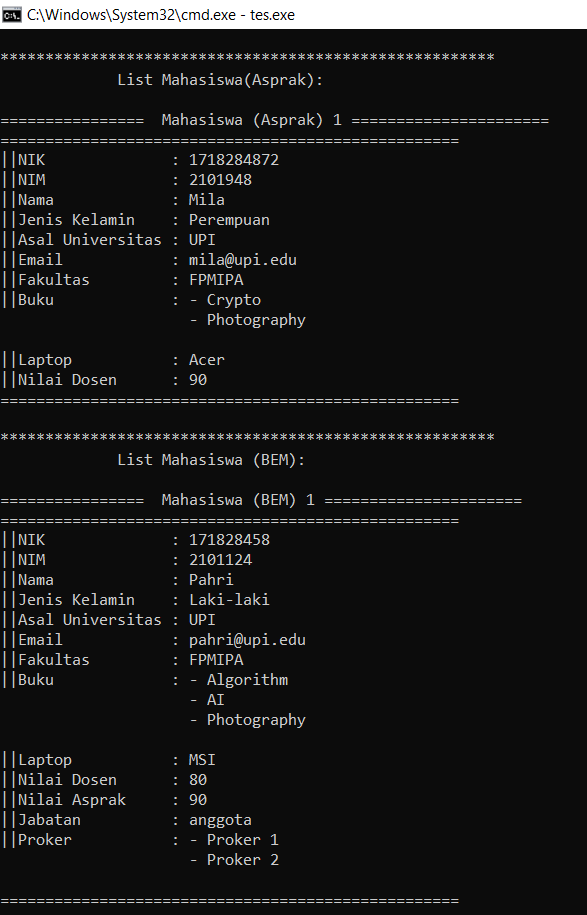 C:\Windows\System32\cmd.exe - tes.exe
*******************************************************
List Mahasiswa(Asprak):
================  Mahasiswa (Asprak) 1 ======================
===================================================
||NIK              : 1718284872
||NIM              : 2101948
||Nama             : Mila
||Jenis Kelamin    : Perempuan
||Asal Universitas : UPI
||Email            : mila@upi.edu
||Fakultas         : FPMIPA
||Buku             : - Crypto
                     - Photography
||Laptop           : Acer
||Nilai Dosen      : 90
===================================================
*******************************************************
List Mahasiswa (BEM):
================  Mahasiswa (BEM) 1 ======================
===================================================
||NIK              : 171828458
||NIM              : 2101124
||Nama             : Pahri
||Jenis Kelamin    : Laki-laki
||Asal Universitas : UPI
||Email            : pahri@upi.edu
||Fakultas         : FPMIPA
||Buku             : - Algorithm
                     - AI
                     - Photography
||Laptop           : MSI
||Nilai Dosen      : 80
||Nilai Asprak     : 90
||Jabatan          : anggota
||Proker           : - Proker 1
                     - Proker 2
===================================================